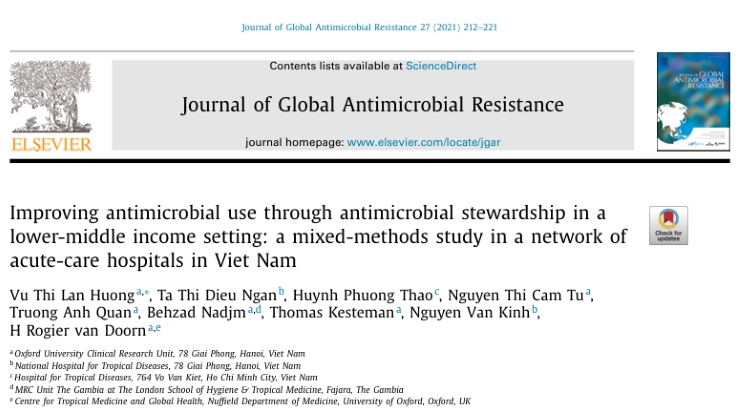 Journal of Global Antimicrobial Resistance 27 (2021) 212–221
Contents lists available at ScienceDirect
Journal of Global Antimicrobial Resistance
journal homepage: www.elsevier.com/locate/jgar
ELSEVIER
JOURNAL OF GLOBAL
ANTIMICROBIAL
RESISTANCE
Improving antimicrobial use through antimicrobial stewardship in a
lower-middle income setting: a mixed-methods study in a network of
acute-care hospitals in Viet Nam
Check for
updates
Vu Thi Lan Huong a,∗, Ta Thi Dieu Ngan b, Huynh Phuong Thao c, Nguyen Thi Cam Tu a,
Truong Anh Quan a, Behzad Nadjm a,d, Thomas Kesteman a, Nguyen Van Kinh b,
H Rogier van Doorn a,e
a Oxford University Clinical Research Unit, 78 Giai Phong, Hanoi, Viet Nam
b National Hospital for Tropical Diseases, 78 Giai Phong, Hanoi, Viet Nam
c Hospital for Tropical Diseases, 764 Vo Van Kiet, Ho Chi Minh City, Viet Nam
d MRC Unit The Gambia at The London School of Hygiene & Tropical Medicine, Fajara, The Gambia
e Centre for Tropical Medicine and Global Health, Nuffield Department of Medicine, University of Oxford, Oxford, UK